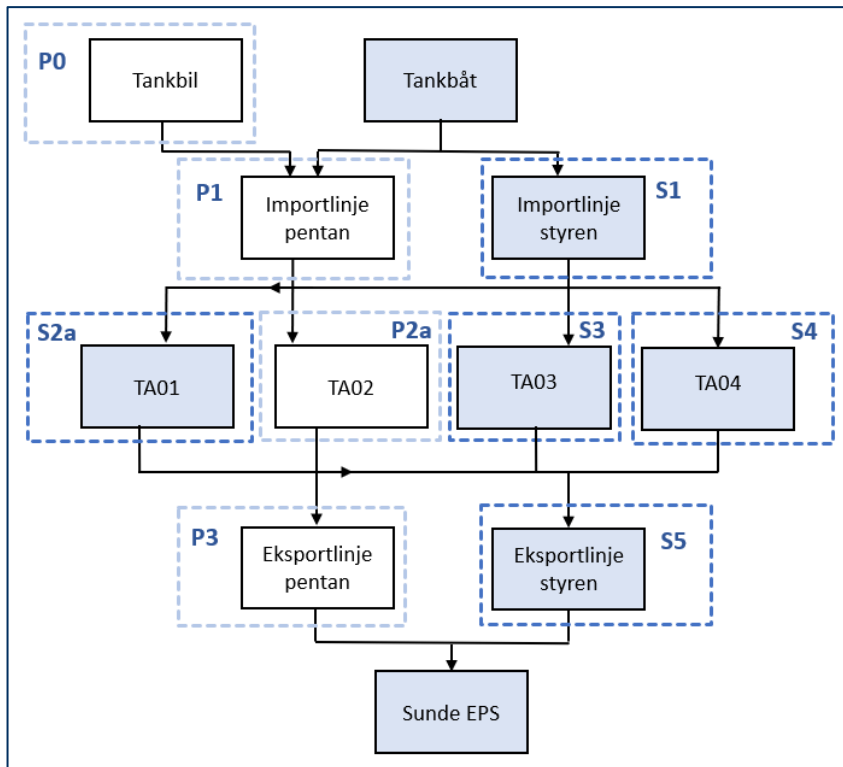 P0
Tankbil
Tankbåt
P1
Importlinje
pentan
Importlinje
styren
S1
S2a
TA01
P2a
TA02
S3
TA03
S4
TA04
P3
Eksportlinje
pentan
Eksportlinje
styren
S5
Sunde EPS